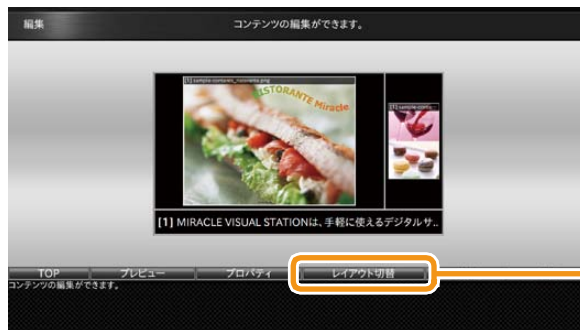 編集
コンテンツの編集ができます。
[1] sample-contents_ristorante.png
RISTORANTE Miracle
[1] sample-conte
[1] MIRACLE VISUAL STATIONは、手軽に使えるデジタルサ..
TOP
プレビュー
プロパティ
レイアウト切替
コンテンツの編集ができます。